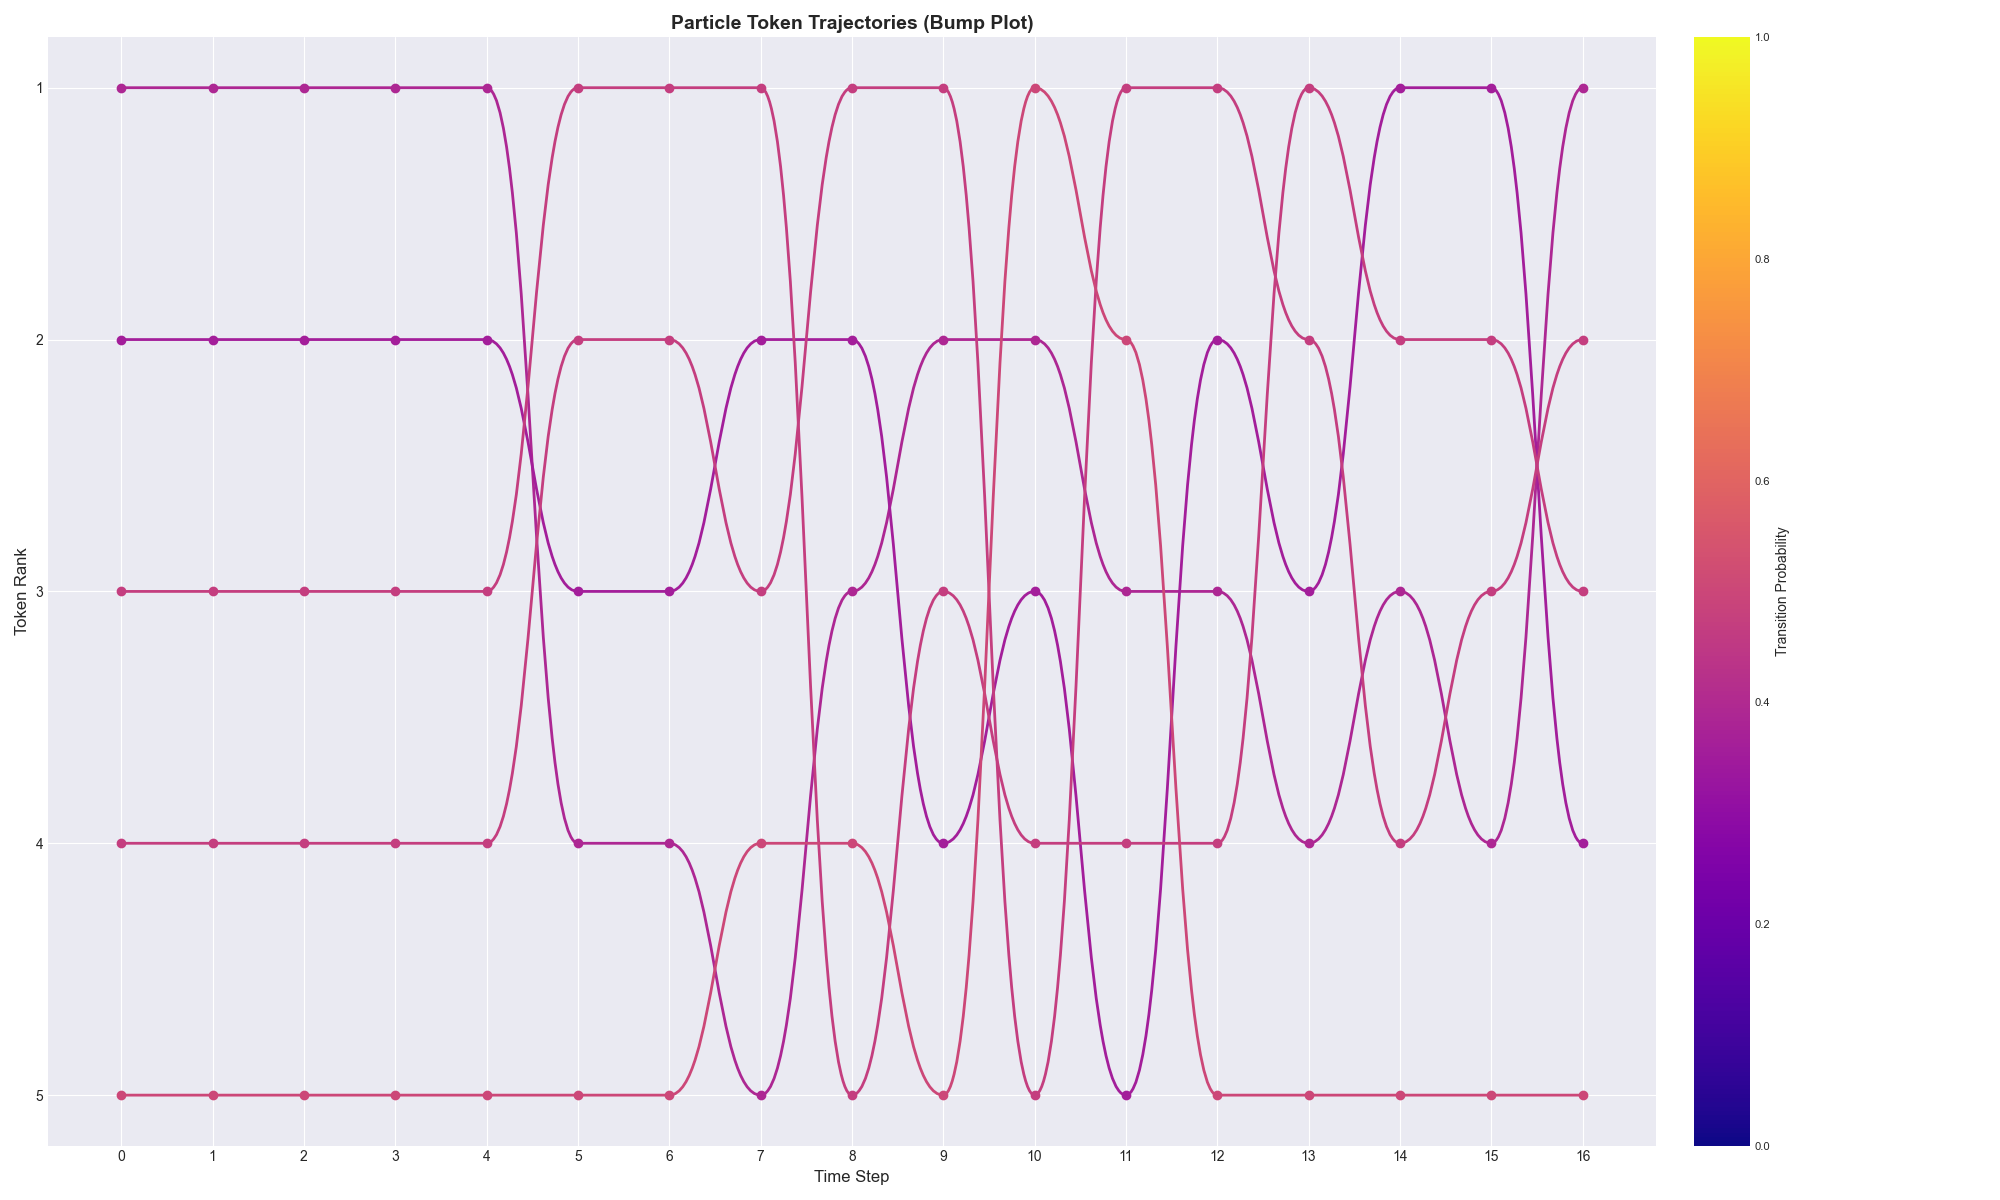 Particle Token Trajectories (Bump Plot)
Token Rank
1
2
3
4
5
0 1 2 3 4 5 6 7 8 9 10 11 12 13 14 15 16
Time Step
1.0
0.8
0.6
0.4
0.2
0.0
Transition Probability